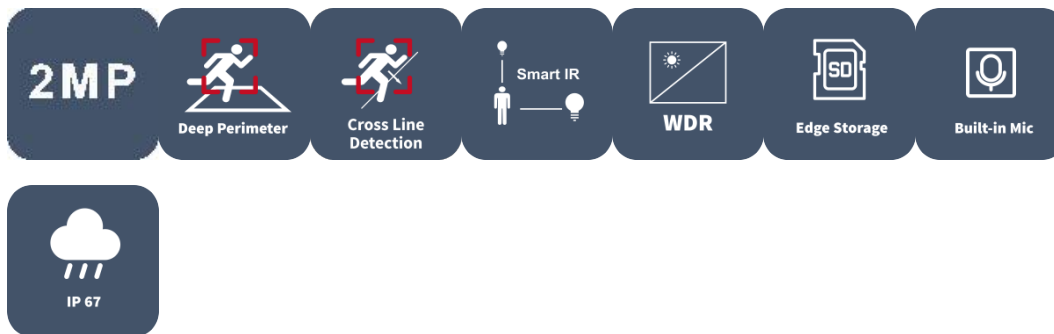 2MP
Deep Perimeter
Cross Line
Detection
Smart IR
WDR
SD
Edge Storage
Built-in Mic
IP 67